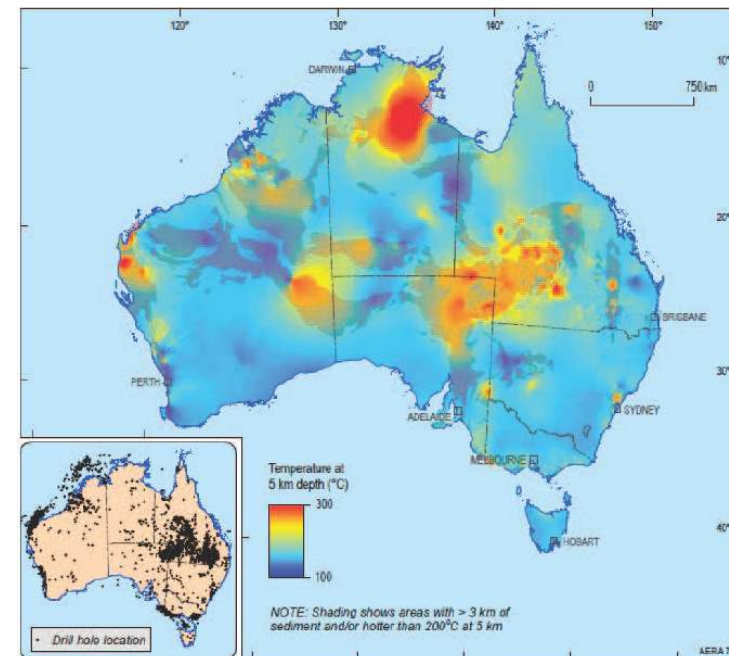 120° 130° 140° 150°
10°
DARWIN
0 750 km
20°
BRISBANE
30°
PERTH
ADELAIDE
SYDNEY
MELBOURNE
Temperature at
5 km depth (°C)
300
100
40°
HOBART
NOTE: Shading shows areas with > 3 km of
sediment and/or hotter than 200°C at 5 km
• Drill hole location
AERA